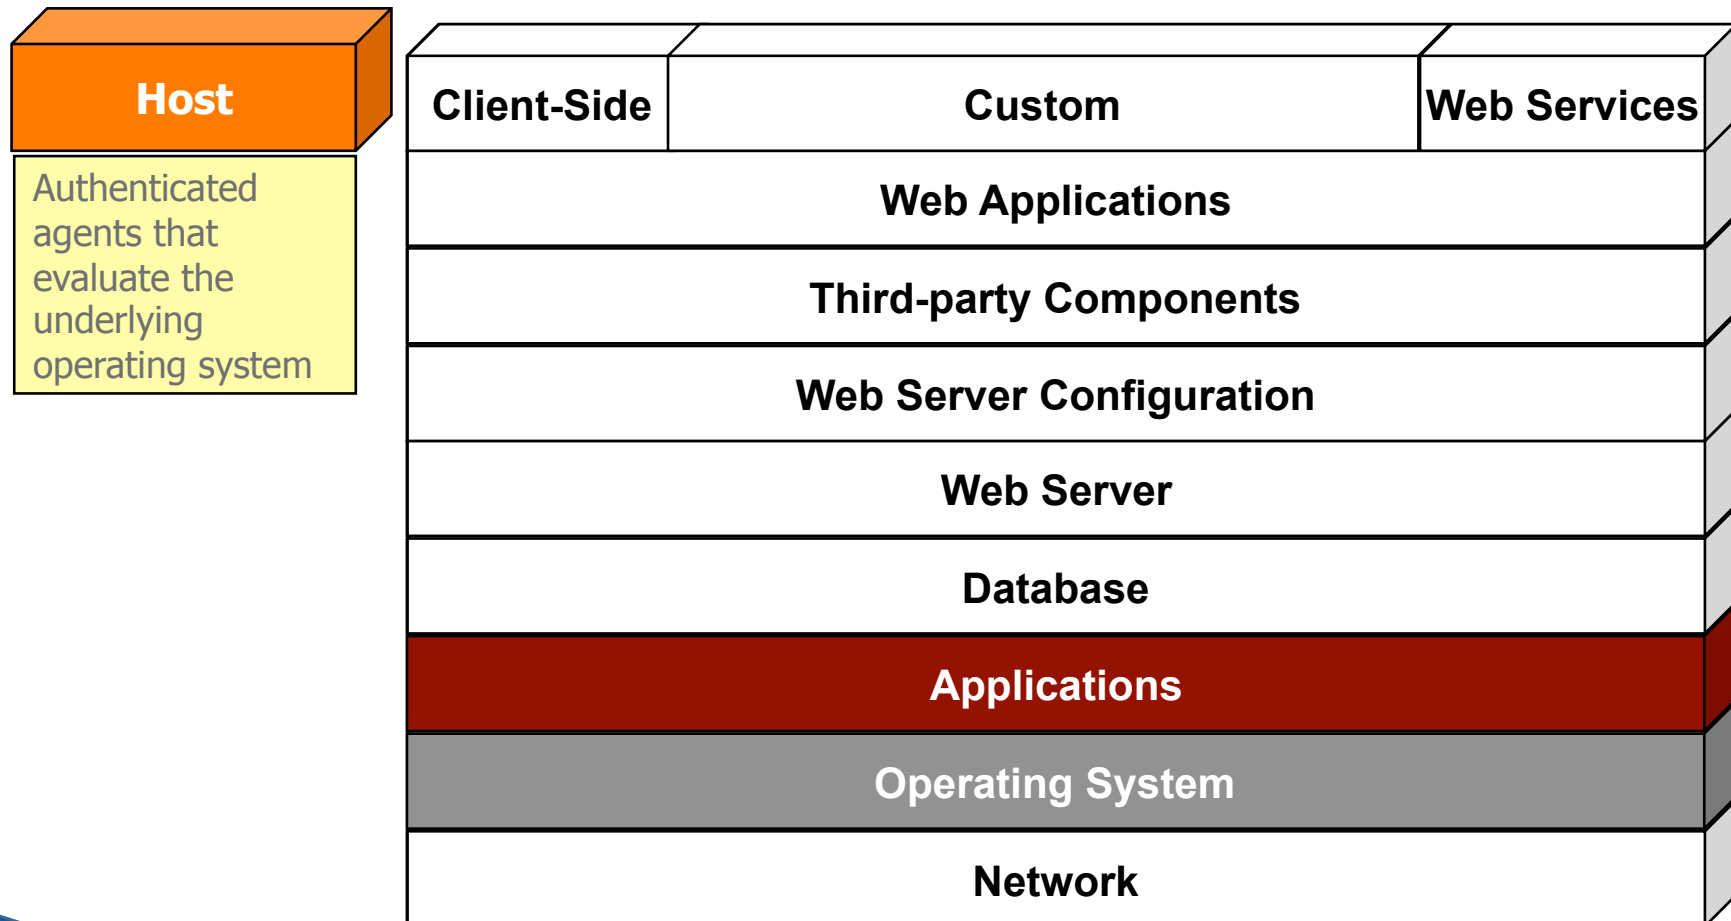 Host
Authenticated
agents that
evaluate the
underlying
operating system
Client-Side
Custom
Web Services
Web Applications
Third-party Components
Web Server Configuration
Web Server
Database
Applications
Operating System
Network